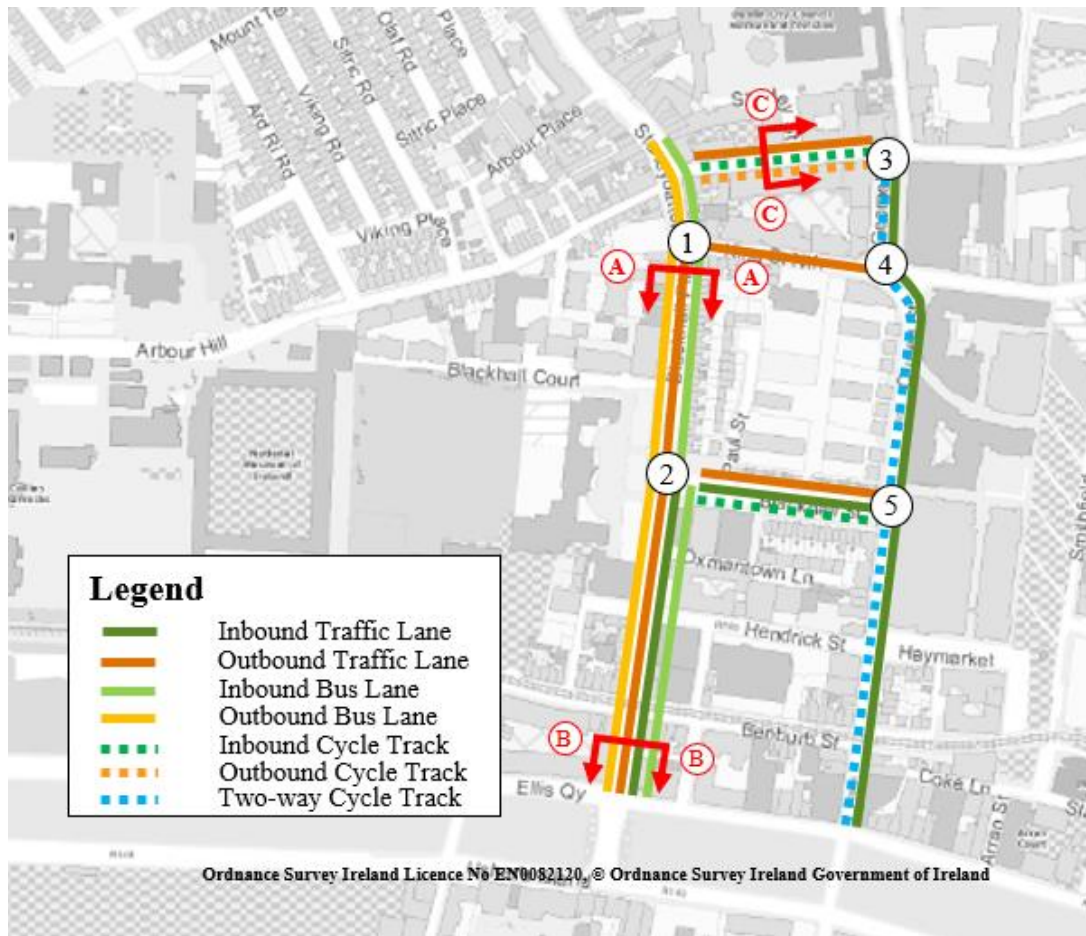 Mount Te
Olaf Rd
Place
Sitric Rd
Viking Rd
Ard Ri Rd
Sitric Place
Arbour Place
Viking Place
C
C
3
1
4
A
A
Arbour Hill
Blackhall Court
Paul St
2
5
Smithfield
Oxmantown Ln
Hendrick St
Haymarket
Benburb St
Coke Ln
Arran St
B
B
Ellis Qy
Legend
Inbound Traffic Lane
Outbound Traffic Lane
Inbound Bus Lane
Outbound Bus Lane
Inbound Cycle Track
Outbound Cycle Track
Two-way Cycle Track
Ordnance Survey Ireland Licence No EN0082120, © Ordnance Survey Ireland Government of Ireland